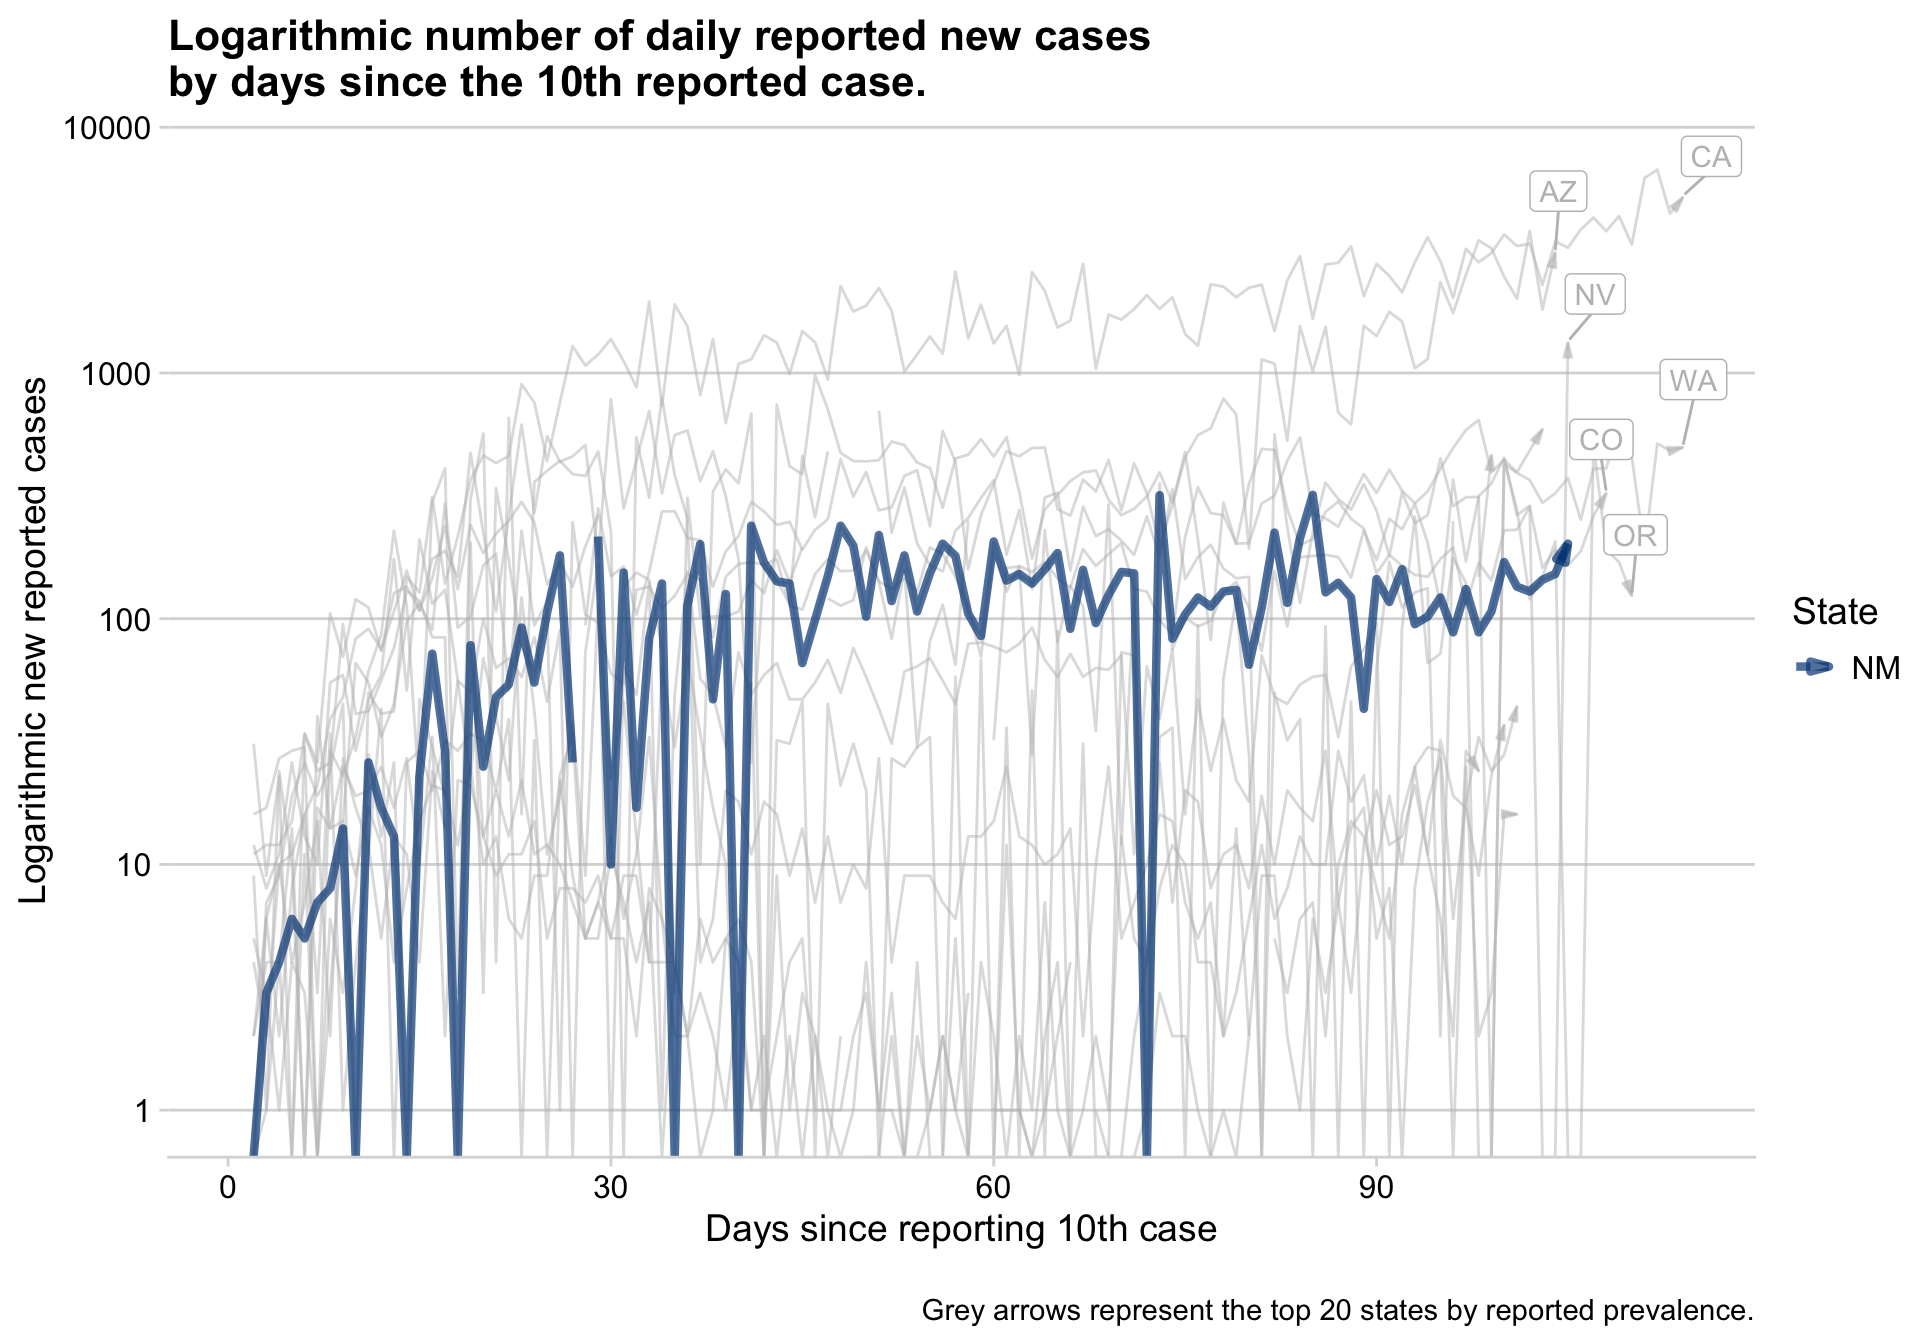 Logarithmic number of daily reported new cases
by days since the 10th reported case.
10000
1000
100
10
1
Logarithmic new reported cases
CA
AZ
NV
WA
CO
OR
State
NM
0
30
60
90
Days since reporting 10th case
Grey arrows represent the top 20 states by reported prevalence.